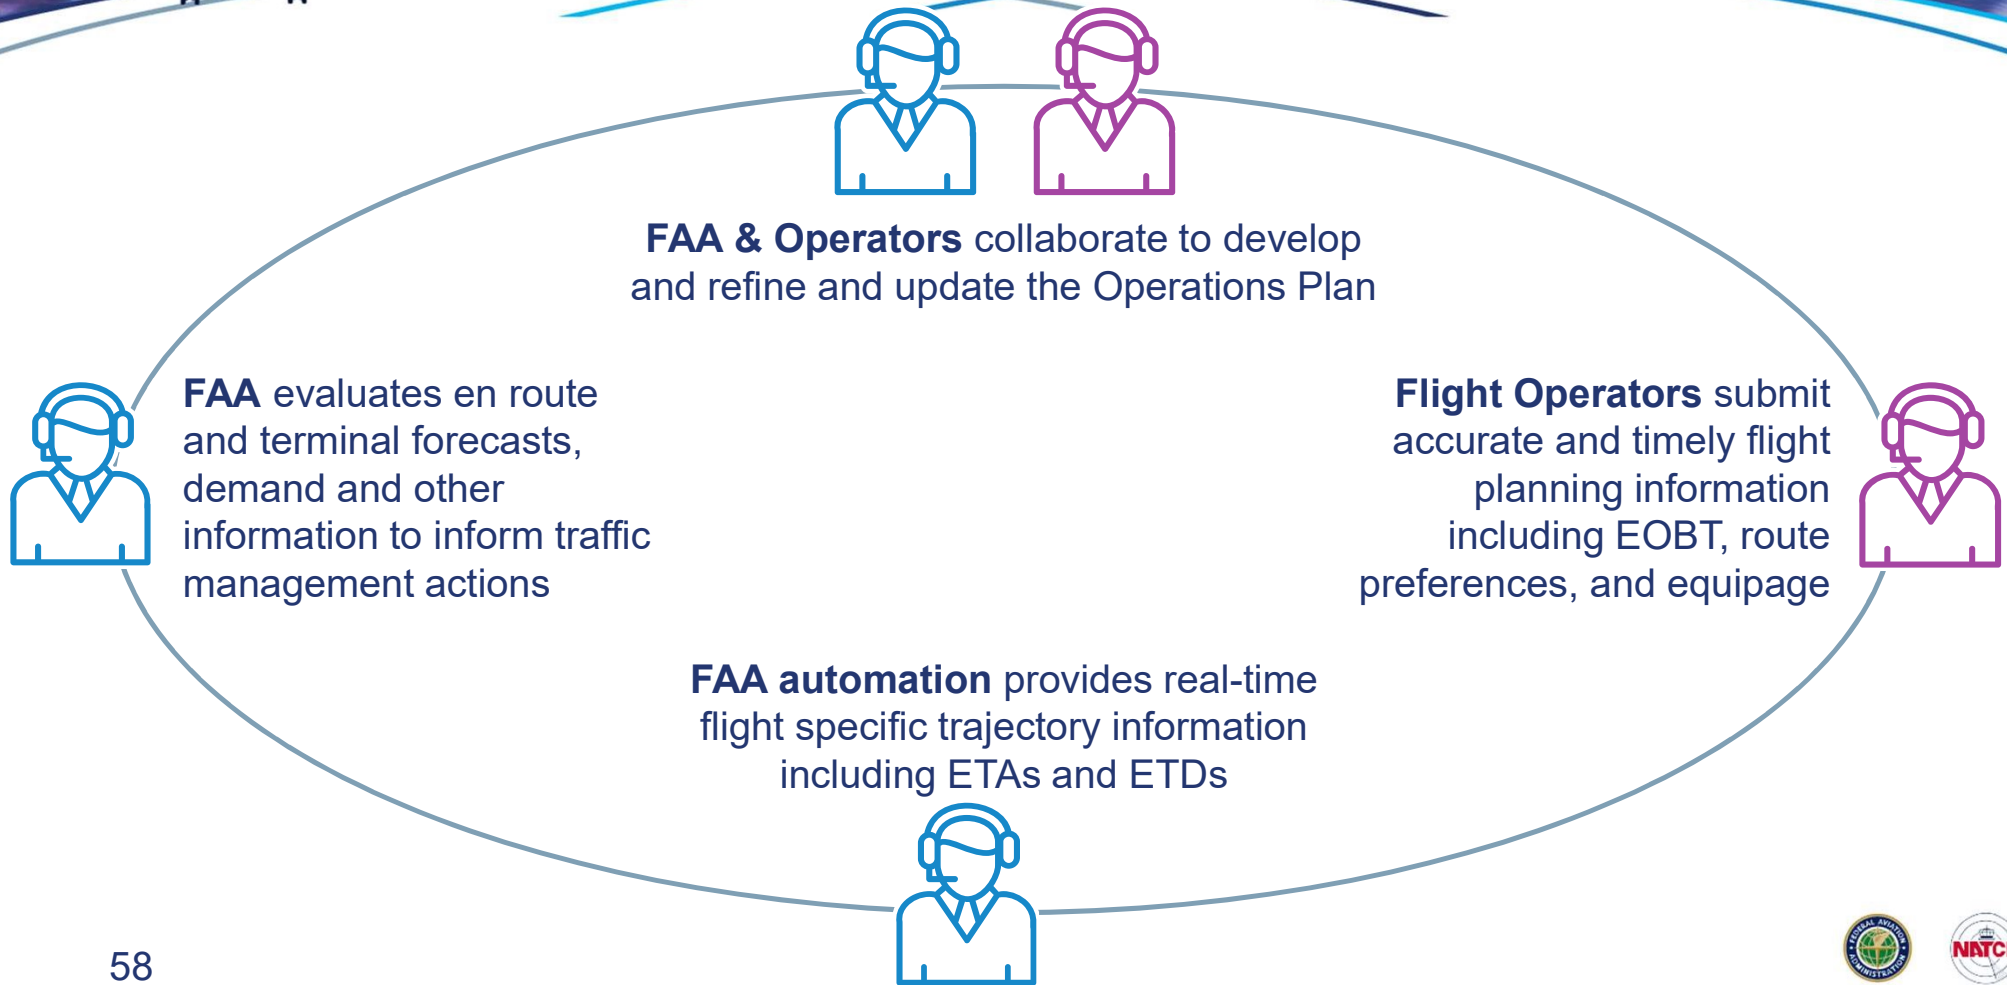 FAA & Operators collaborate to develop
and refine and update the Operations Plan
FAA evaluates en route
and terminal forecasts,
demand and other
information to inform traffic
management actions
Flight Operators submit
accurate and timely flight
planning information
including EOBT, route
preferences, and equipage
FAA automation provides real-time
flight specific trajectory information
including ETAs and ETDs
58
FEDERAL AVIATION
ADMINISTRATION